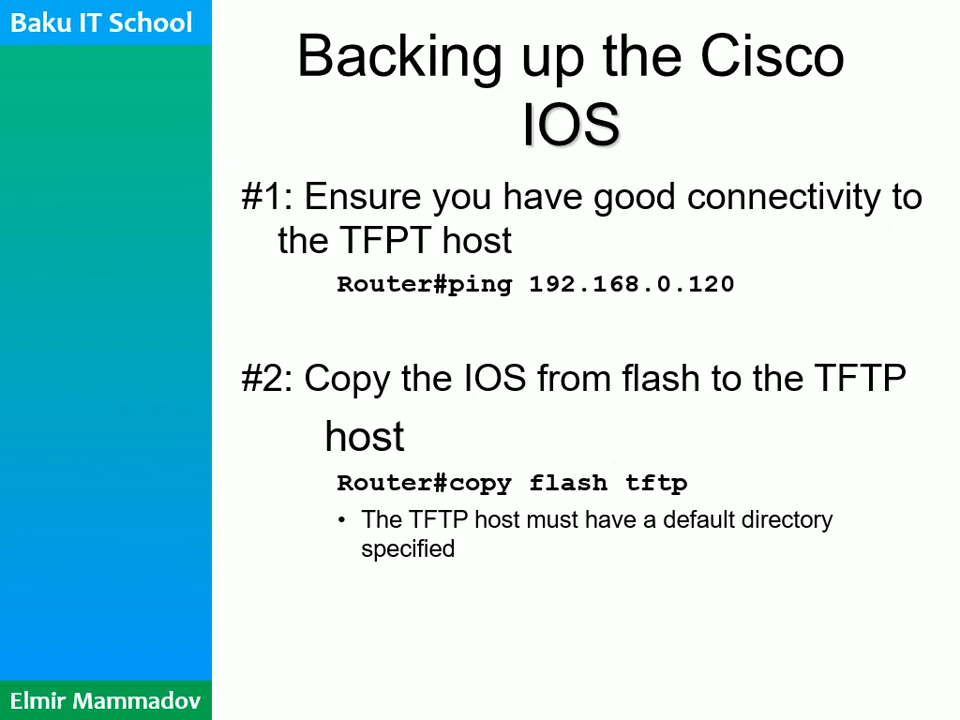 Baku IT School
Backing up the Cisco
IOS
#1: Ensure you have good connectivity to
the TFPT host
Router#ping 192.168.0.120
#2: Copy the IOS from flash to the TFTP
host
Router#copy flash tftp
• The TFTP host must have a default directory
specified
Elmir Mammadov